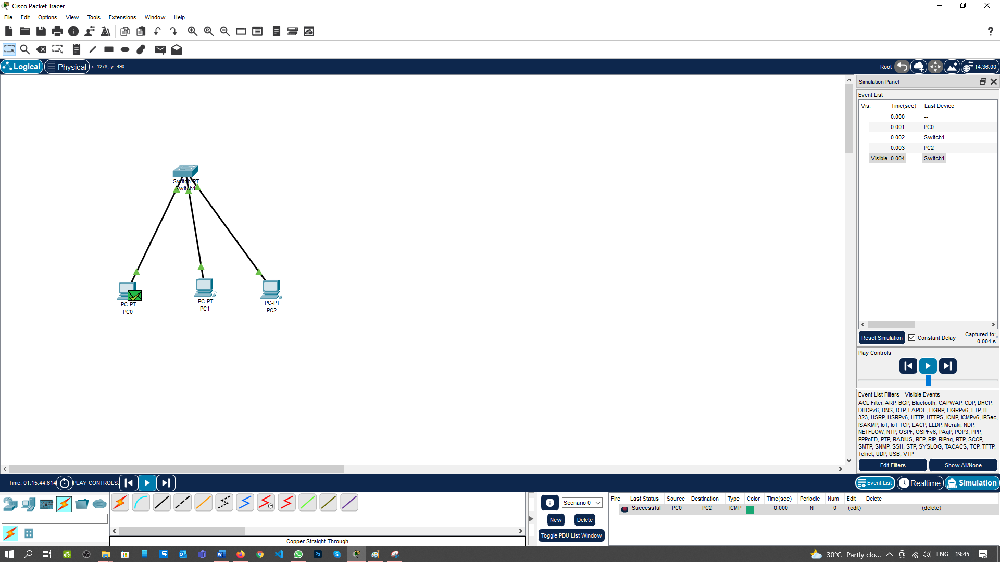 Cisco Packet Tracer
File Edit Options View Tools Extensions Window Help
Logical Physical x: 1278, y: 490 Root 14:36:00
Simulation Panel
Event List
Vis. Time(sec) Last Device
0.000 --
0.001 PC0
0.002 Switch1
0.003 PC2
Visible 0.004 Switch1
Switch-PT
Switch1
PC-PT
PC0
PC-PT
PC1
PC-PT
PC2
Reset Simulation Constant Delay Captured to:
0.004 s
Play Controls
Event List Filters - Visible Events
ACL Filter, ARP, BGP, Bluetooth, CAPWAP, CDP, DHCP,
DHCPv6, DNS, DTP, EAPOL, EIGRP, EIGRPv6, FTP, H.
323, HSRP, HSRPv6, HTTP, HTTPS, ICMP, ICMPv6, IPSec,
ISAKMP, IoT, IoT TCP, LACP, LLDP, Meraki, NDP,
NETFLOW, NTP, OSPF, OSPFv6, PAgP, POP3, PPP,
PPPoED, PTP, RADIUS, REP, RIP, RIPng, RTP, SCCP,
SMTP, SNMP, SSH, STP, SYSLOG, TACACS, TCP, TFTP,
Telnet, UDP, USB, VTP
Edit Filters Show All/None
Time: 01:15:44.614 PLAY CONTROLS: Event List Realtime Simulation
Scenario 0
New Delete
Toggle PDU List Window
Fire Last Status Source Destination Type Color Time(sec) Periodic Num Edit Delete
Successful PC0 PC2 ICMP 0.000 N 0 (edit) (delete)
Copper Straight-Through
30°C Partly clo... ENG 19:45